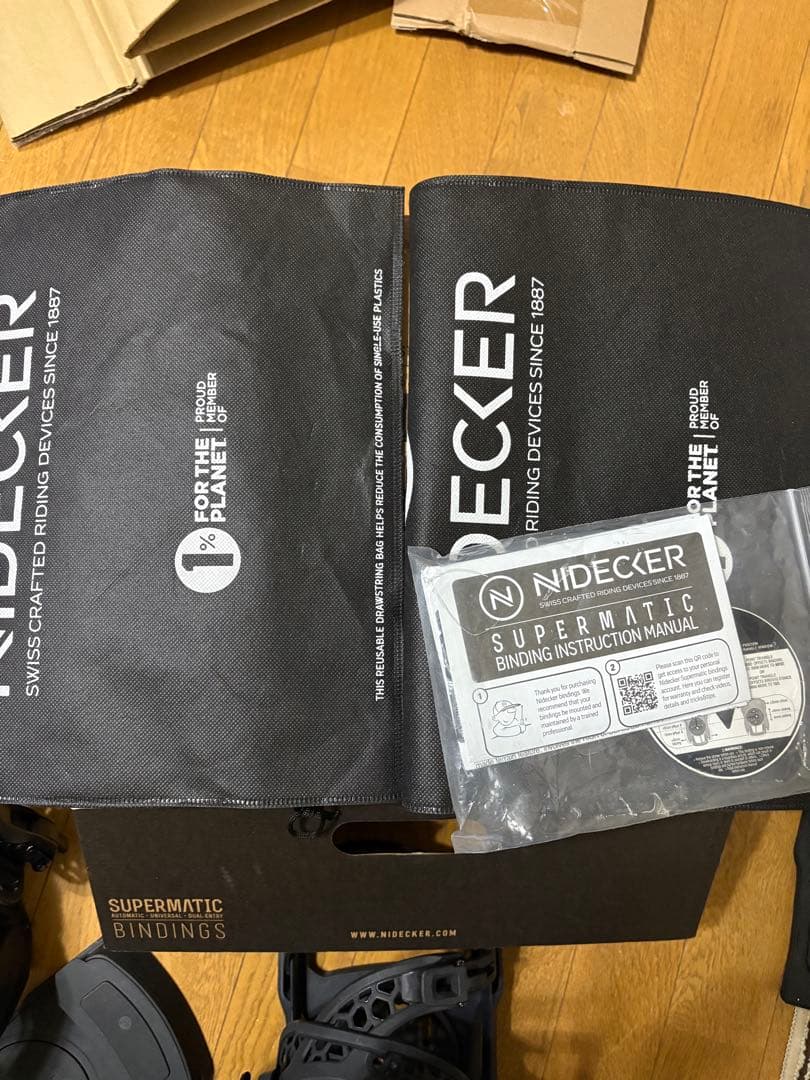 NIDECKER
SWISS CRAFTED RIDING DEVICES SINCE 1887
1%
FOR THE
PLANET
PROUD
MEMBER
OF
THIS REUSABLE DRAWSTRING BAG HELPS REDUCE THE CONSUMPTION OF SINGLE-USE PLASTICS
DECKER
RIDING DEVICES SINCE 1887
FOR THE
PLANET
PROUD
MEMBER
OF
N NIDECKER
SWISS CRAFTED RIDING DEVICES SINCE 1887
SUPERMATIC
BINDING INSTRUCTION MANUAL
1
Thank you for purchasing
Nidecker bindings. We
recommend that your
bindings be mounted and
maintained by a trained
professional.
2
Please scan this QR code to
get access to your personal
Nidecker Supermatic bindings
account. Here you can register
for warranty and check videos,
details and tricks&tips.
SUPERMATIC
AUTOMATIC - UNIVERSAL - DUAL-ENTRY
BINDINGS
WWW.NIDECKER.COM